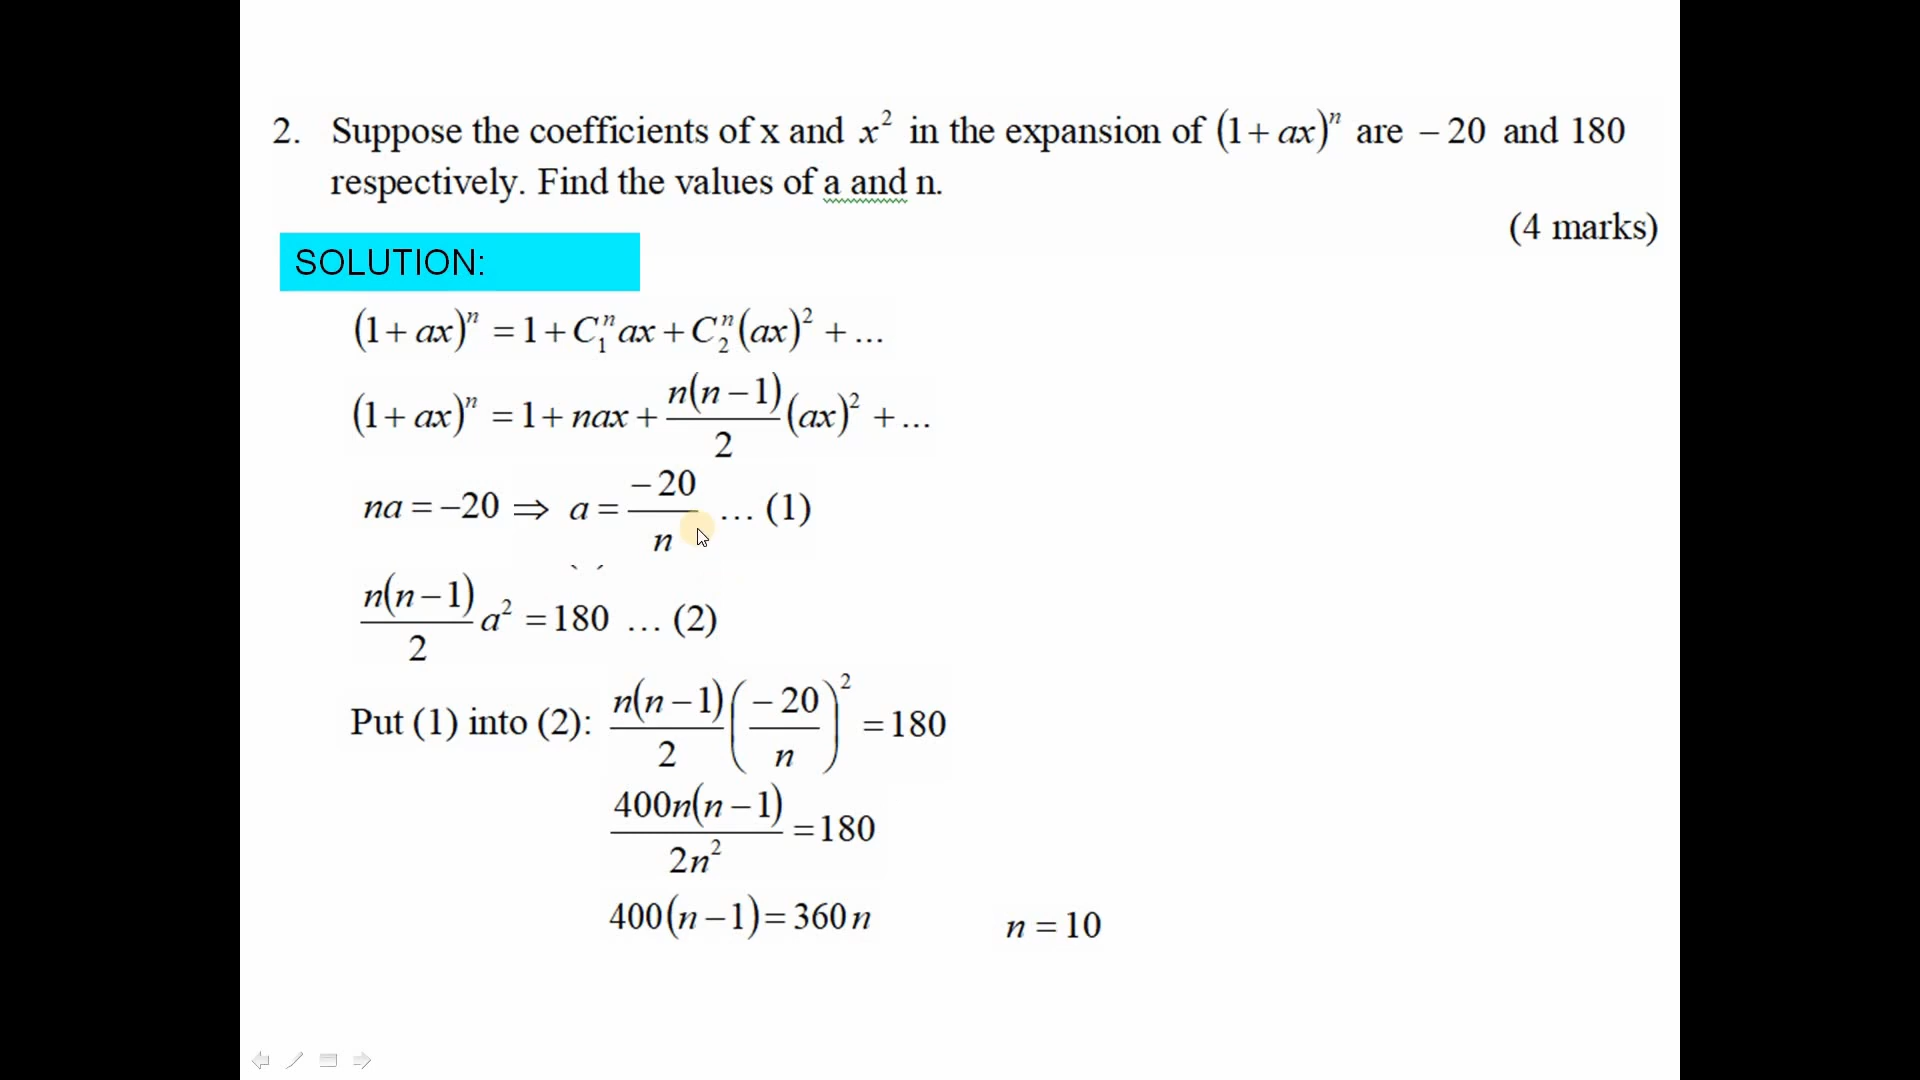 2. Suppose the coefficients of x and x² in the expansion of (1+ax)ⁿ are −20 and 180
respectively. Find the values of a and n.
(4 marks)
SOLUTION:
(1+ax)ⁿ = 1 + C₁ⁿax + C₂ⁿ(ax)² + ...
(1+ax)ⁿ = 1 + nax + n(n−1)/2 (ax)² + ...
na = −20 ⇒ a = −20/n ... (1)
n(n−1)/2 a² = 180 ... (2)
Put (1) into (2): n(n−1)/2 (−20/n)² = 180
400n(n−1)/2n² = 180
400(n−1) = 360n n = 10